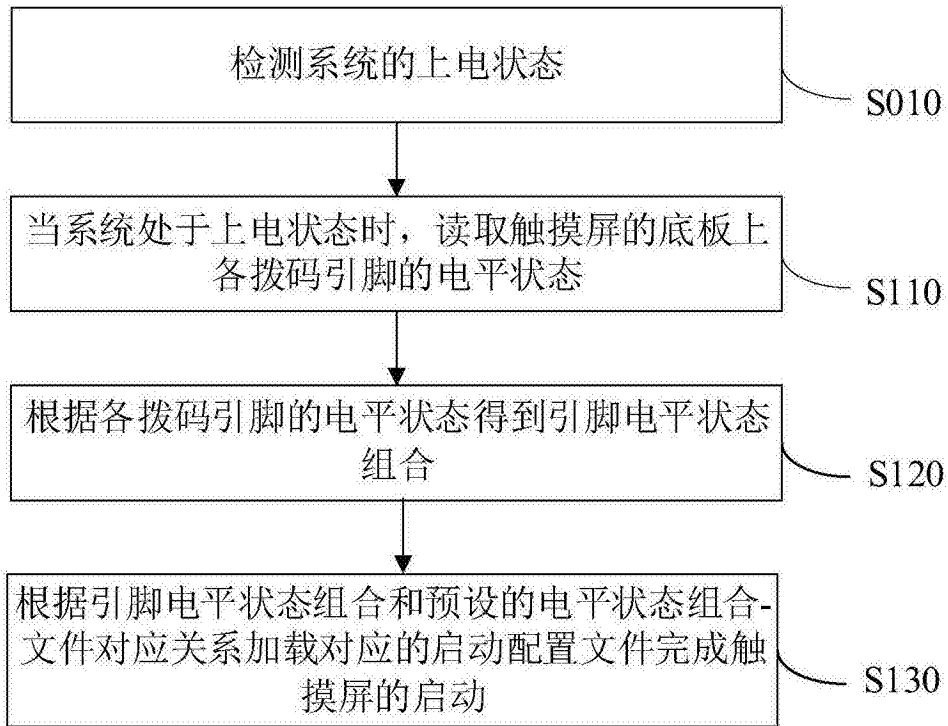 检测系统的上电状态
S010
当系统处于上电状态时，读取触摸屏的底板上
各拨码引脚的电平状态
S110
根据各拨码引脚的电平状态得到引脚电平状态
组合
S120
根据引脚电平状态组合和预设的电平状态组合-
文件对应关系加载对应的启动配置文件完成触
摸屏的启动
S130